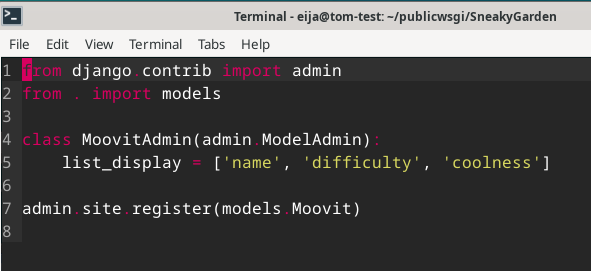 Terminal - eija@tom-test: ~/publicwsgi/SneakyGarden
File Edit View Terminal Tabs Help
1 from django.contrib import admin
2 from . import models
3
4 class MoovitAdmin(admin.ModelAdmin):
5     list_display = ['name', 'difficulty', 'coolness']
6
7 admin.site.register(models.Moovit)
8